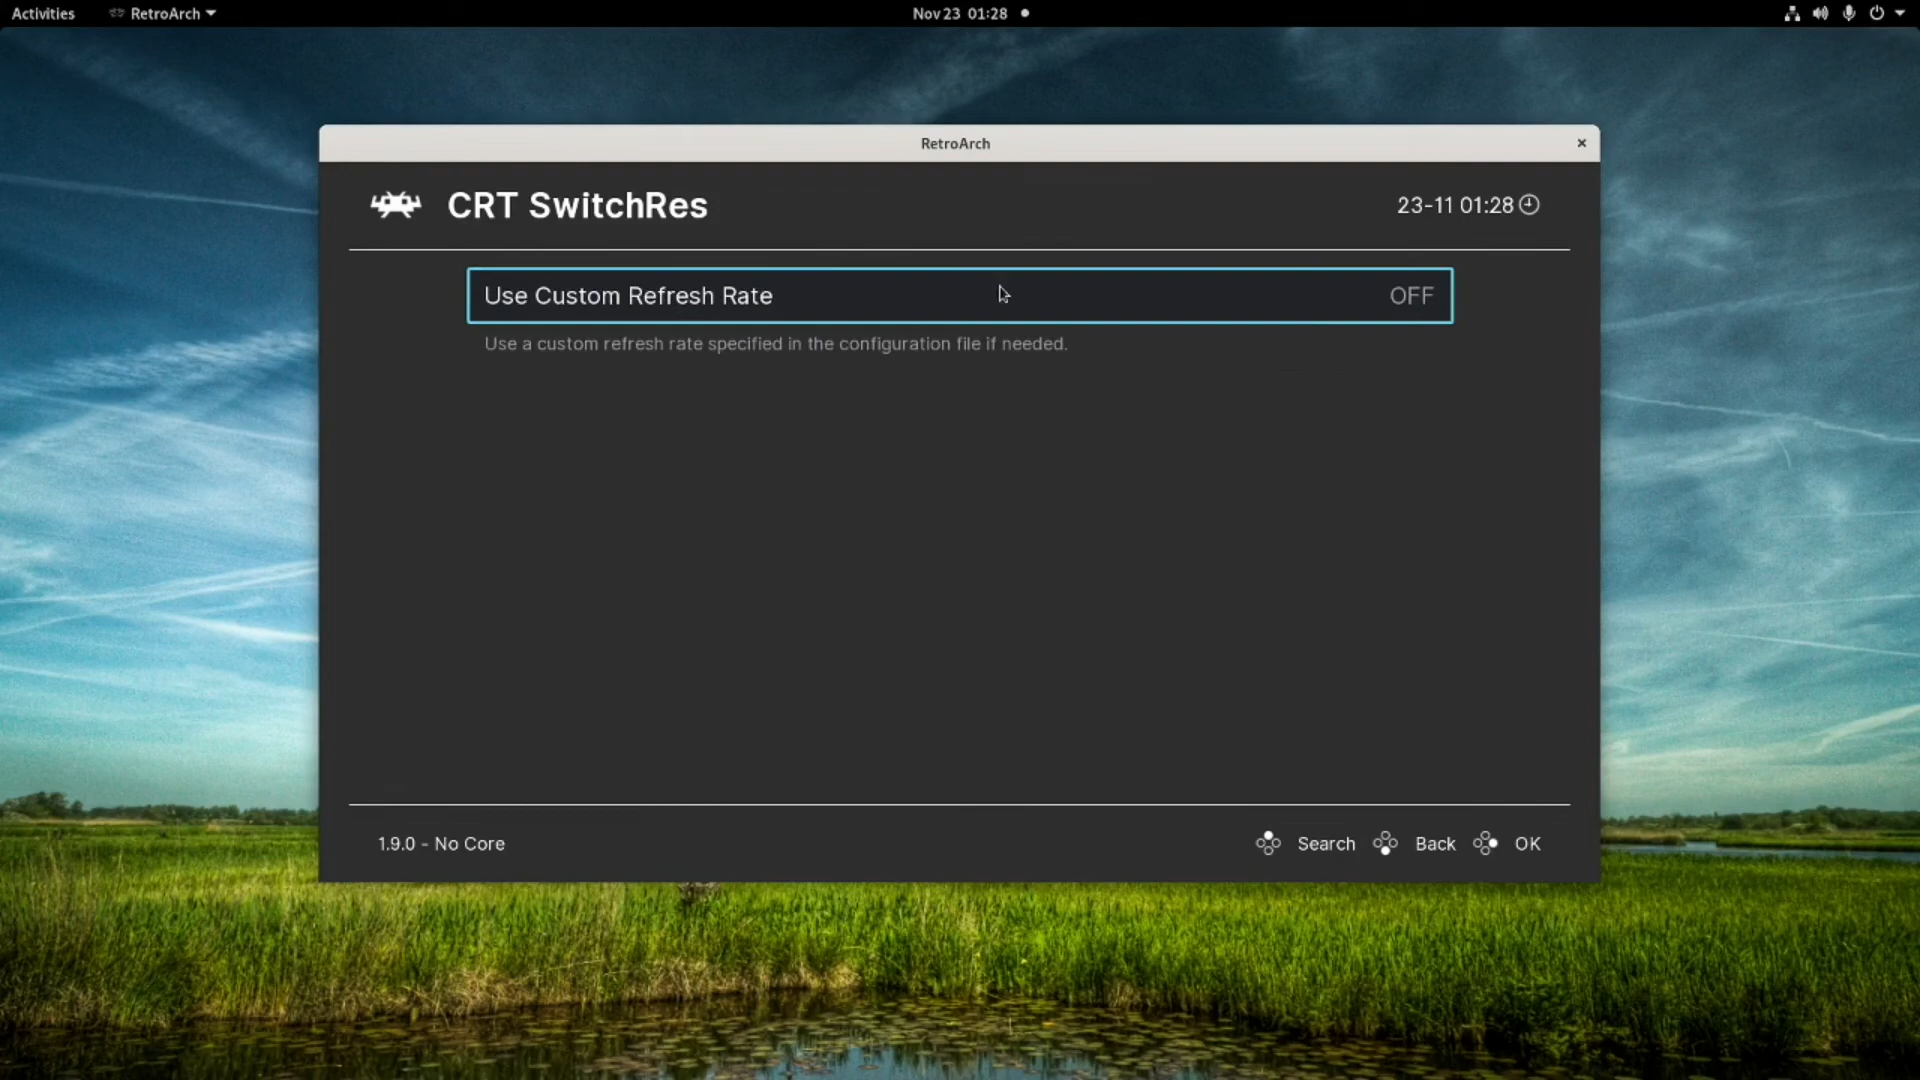 Activities RetroArch Nov 23 01:28
RetroArch ×
CRT SwitchRes 23-11 01:28
Use Custom Refresh Rate OFF
Use a custom refresh rate specified in the configuration file if needed.
1.9.0 - No Core Search Back OK